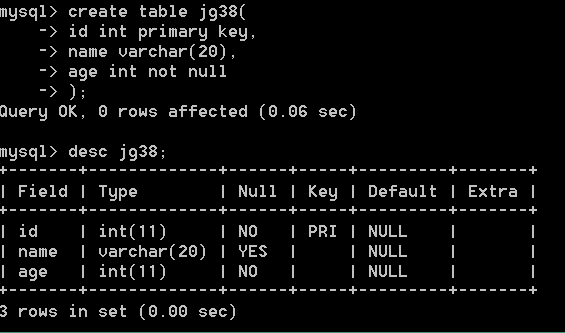 mysql> create table jg38(
    -> id int primary key,
    -> name varchar(20),
    -> age int not null
    -> );
Query OK, 0 rows affected (0.06 sec)

mysql> desc jg38;
+-------+-------------+------+-----+---------+-------+
| Field | Type        | Null | Key | Default | Extra |
+-------+-------------+------+-----+---------+-------+
| id    | int(11)     | NO   | PRI | NULL    |       |
| name  | varchar(20) | YES  |     | NULL    |       |
| age   | int(11)     | NO   |     | NULL    |       |
+-------+-------------+------+-----+---------+-------+
3 rows in set (0.00 sec)